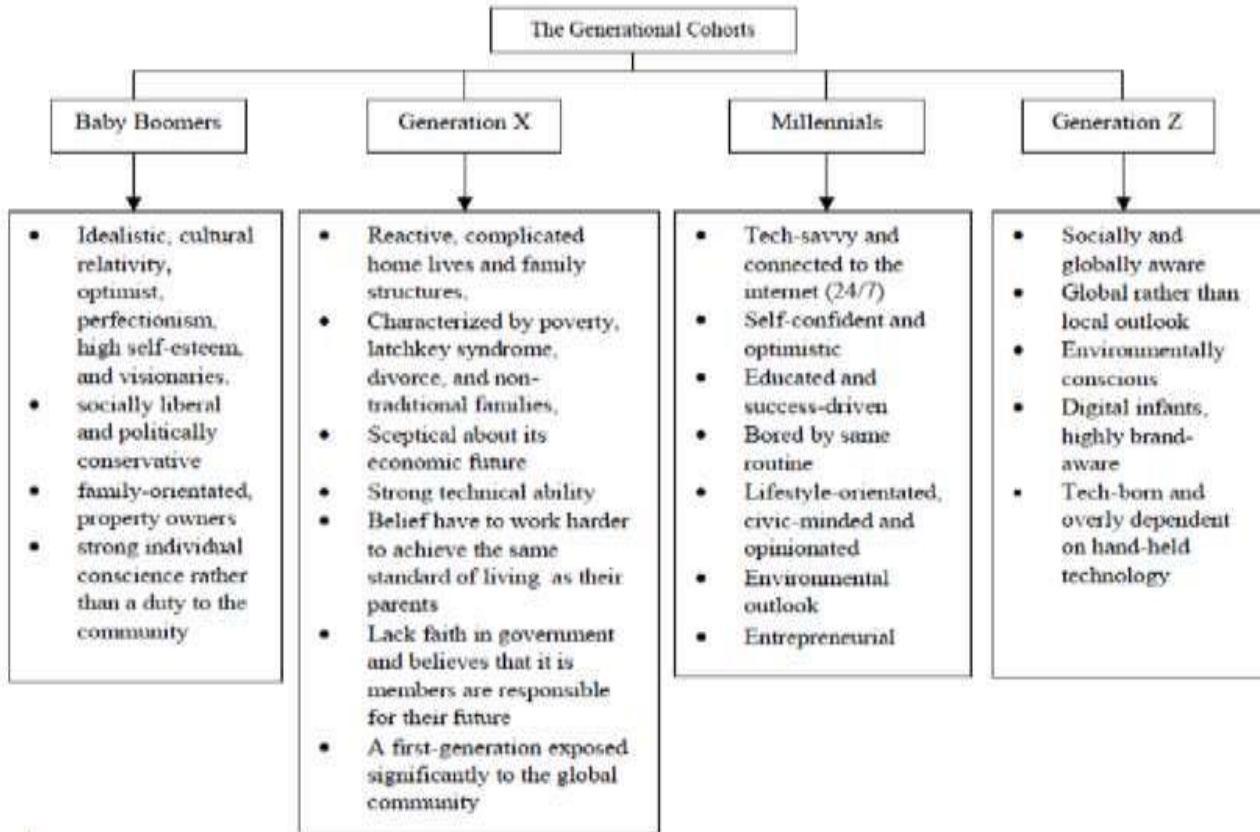 The Generational Cohorts
Baby Boomers
Generation X
Millennials
Generation Z
• Idealistic, cultural
relativity,
optimist,
perfectionism,
high self-esteem,
and visionaries.
• socially liberal
and politically
conservative
• family-orientated,
property owners
• strong individual
conscience rather
than a duty to the
community
• Reactive, complicated
home lives and family
structures,
• Characterized by poverty,
latchkey syndrome,
divorce, and non-
traditional families,
• Sceptical about its
economic future
• Strong technical ability
• Belief have to work harder
to achieve the same
standard of living as their
parents
• Lack faith in government
and believes that it is
members are responsible
for their future
• A first-generation exposed
significantly to the global
community
• Tech-savvy and
connected to the
internet (24/7)
• Self-confident and
optimistic
• Educated and
success-driven
• Bored by same
routine
• Lifestyle-orientated,
civic-minded and
opinionated
• Environmental
outlook
• Entrepreneurial
• Socially and
globally aware
• Global rather than
local outlook
• Environmentally
conscious
• Digital infants,
highly brand-
aware
▪ Tech-born and
overly dependent
on hand-held
technology